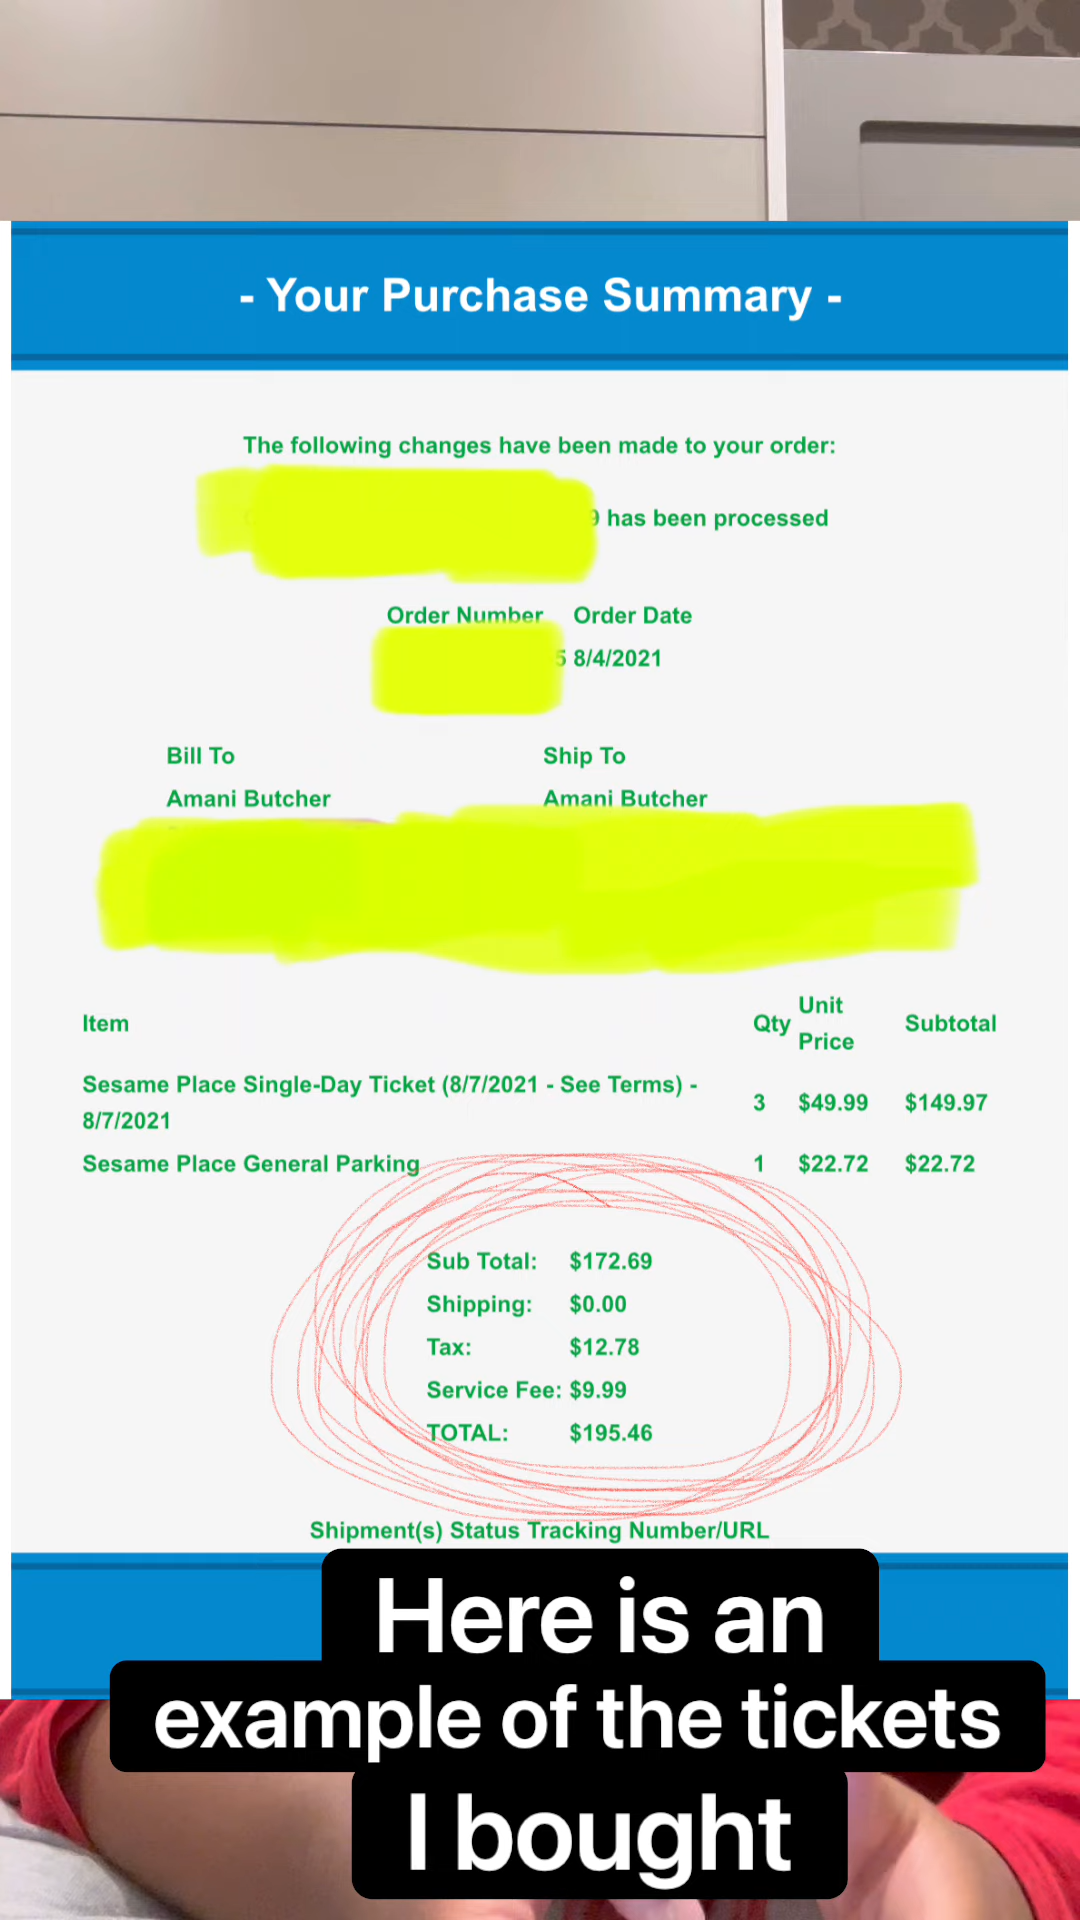 - Your Purchase Summary -
The following changes have been made to your order:
has been processed
Order Number Order Date
5 8/4/2021
Bill To Ship To
Amani Butcher Amani Butcher
Item Qty Unit Price Subtotal
Sesame Place Single-Day Ticket (8/7/2021 - See Terms) -
8/7/2021 3 $49.99 $149.97
Sesame Place General Parking 1 $22.72 $22.72
Sub Total: $172.69
Shipping: $0.00
Tax: $12.78
Service Fee: $9.99
TOTAL: $195.46
Shipment(s) Status Tracking Number/URL
Here is an
example of the tickets
I bought